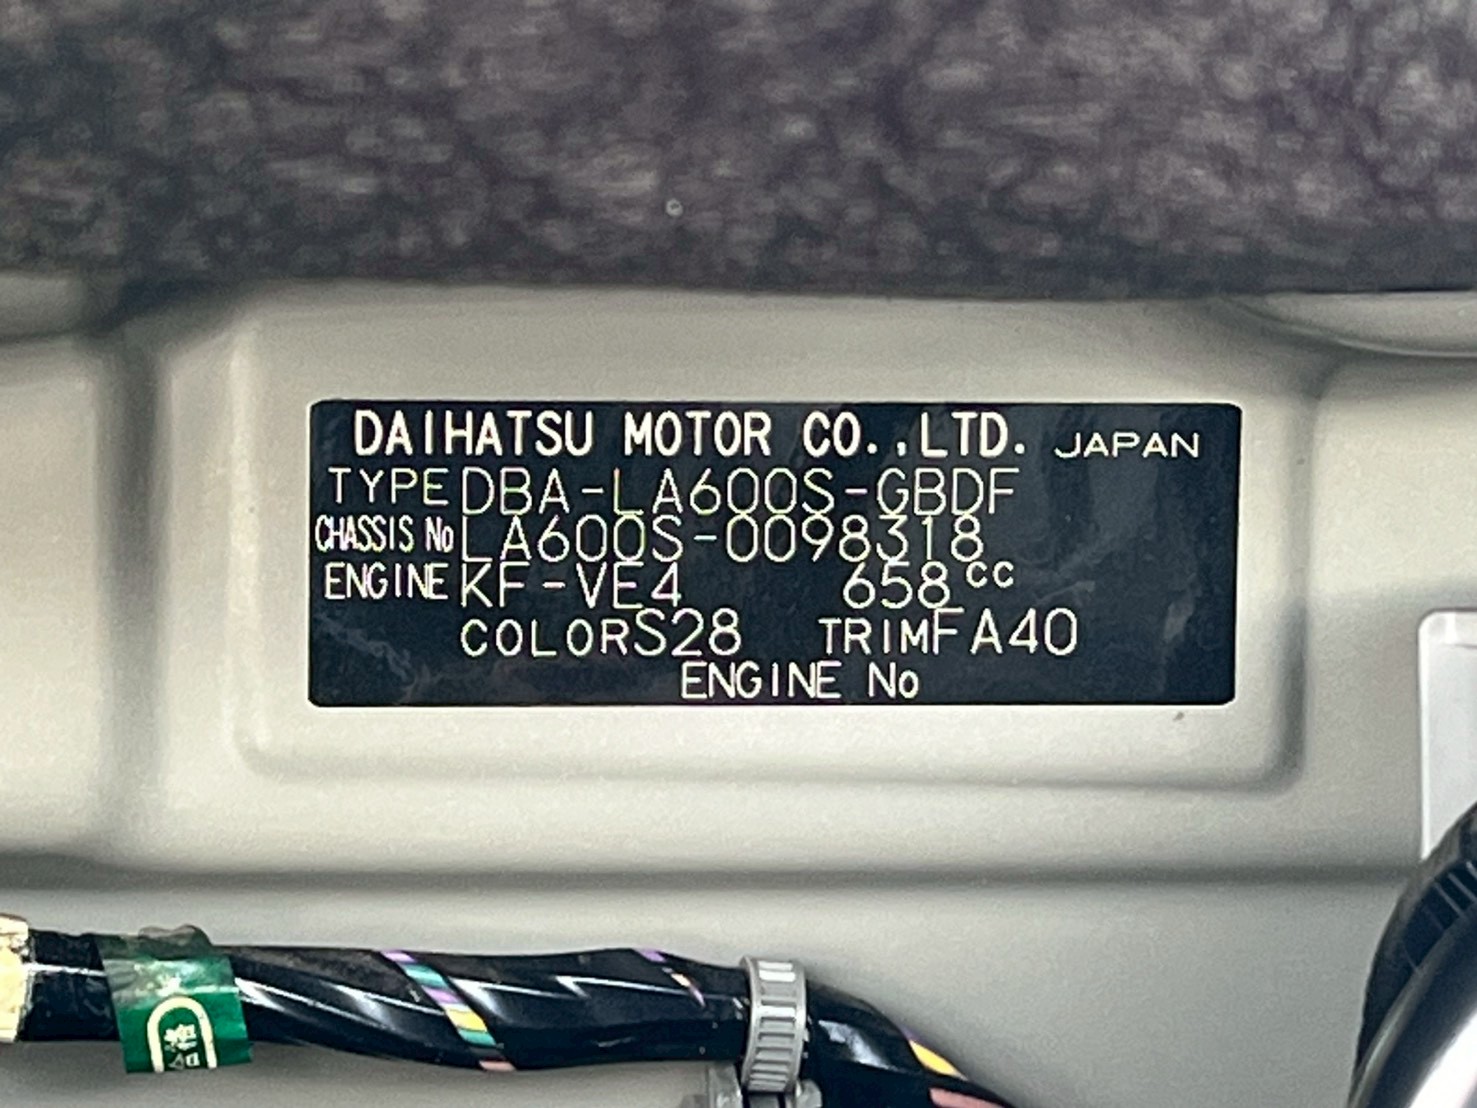 DAIHATSU MOTOR CO.,LTD. JAPAN
TYPE DBA-LA600S-GBDF
CHASSIS No LA600S-0098318
ENGINE KF-VE4 658cc
COLOR S28 TRIM FA40
ENGINE No